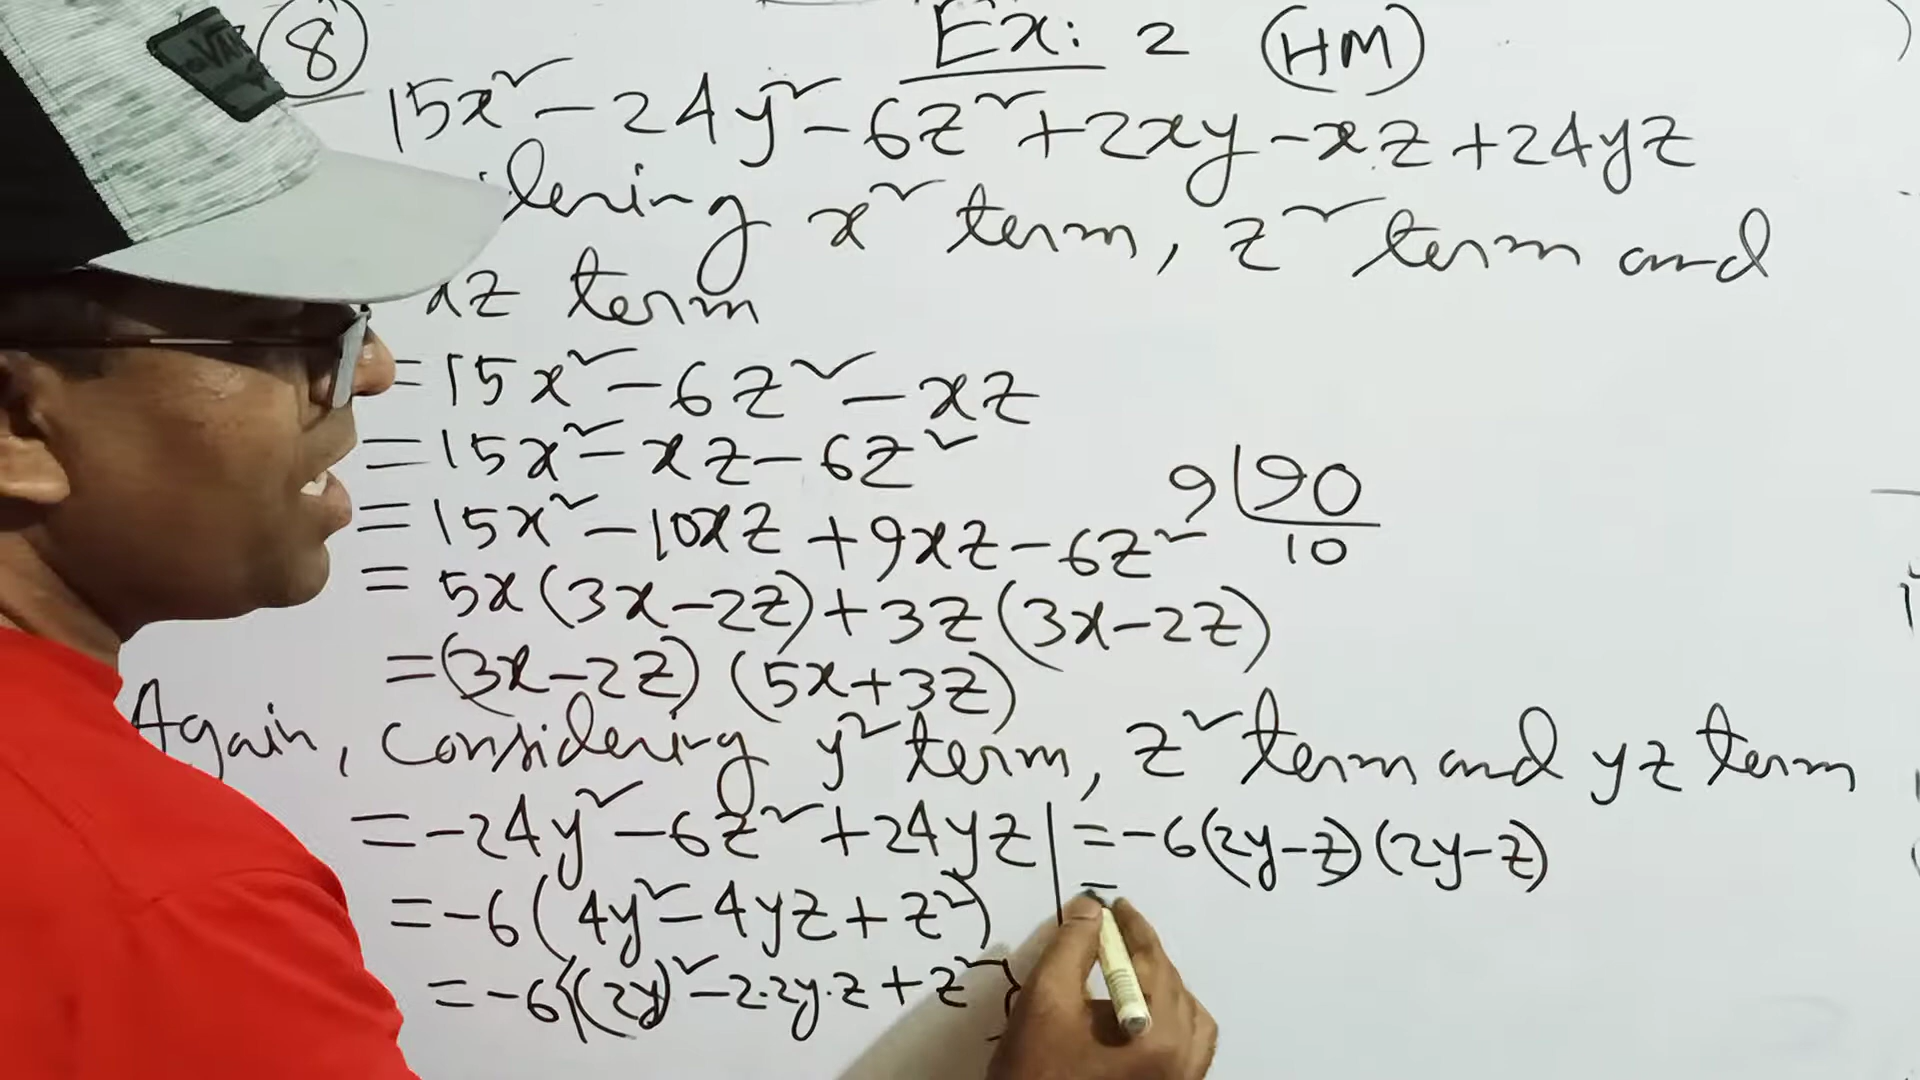 8 Ex: 2 HM
15x² - 24y² - 6z² + 2xy - xz + 24yz
idering x² term, z² term and
xz term
= 15x² - 6z² - xz
= 15x² - xz - 6z²
= 15x² - 10xz + 9xz - 6z²
9 | 90
10
= 5x(3x - 2z) + 3z(3x - 2z)
= (3x - 2z) (5x + 3z)
Again, considering y² term, z² term and yz term
= -24y² - 6z² + 24yz
= -6(4y² - 4yz + z²)
= -6{(2y)² - 2·2y·z + z²}
= -6(2y - z)(2y - z)
=